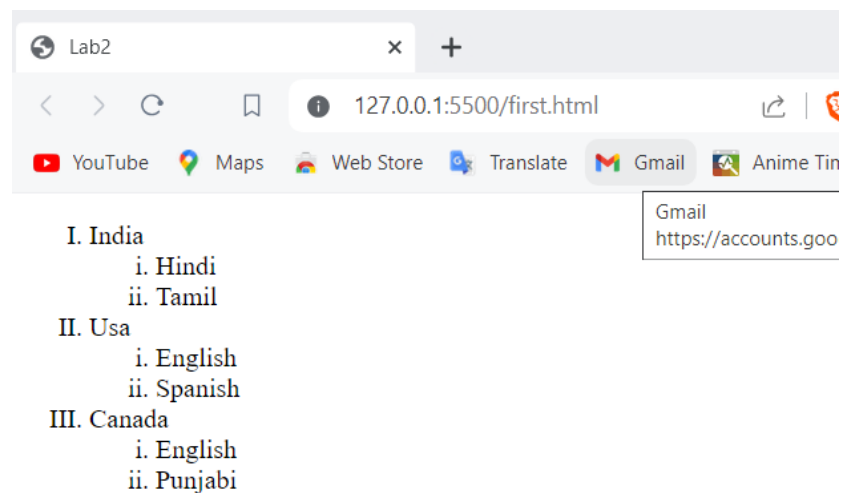 Lab2
127.0.0.1:5500/first.html
YouTube Maps Web Store Translate Gmail Anime Tim
Gmail
https://accounts.goo
I. India
i. Hindi
ii. Tamil
II. Usa
i. English
ii. Spanish
III. Canada
i. English
ii. Punjabi